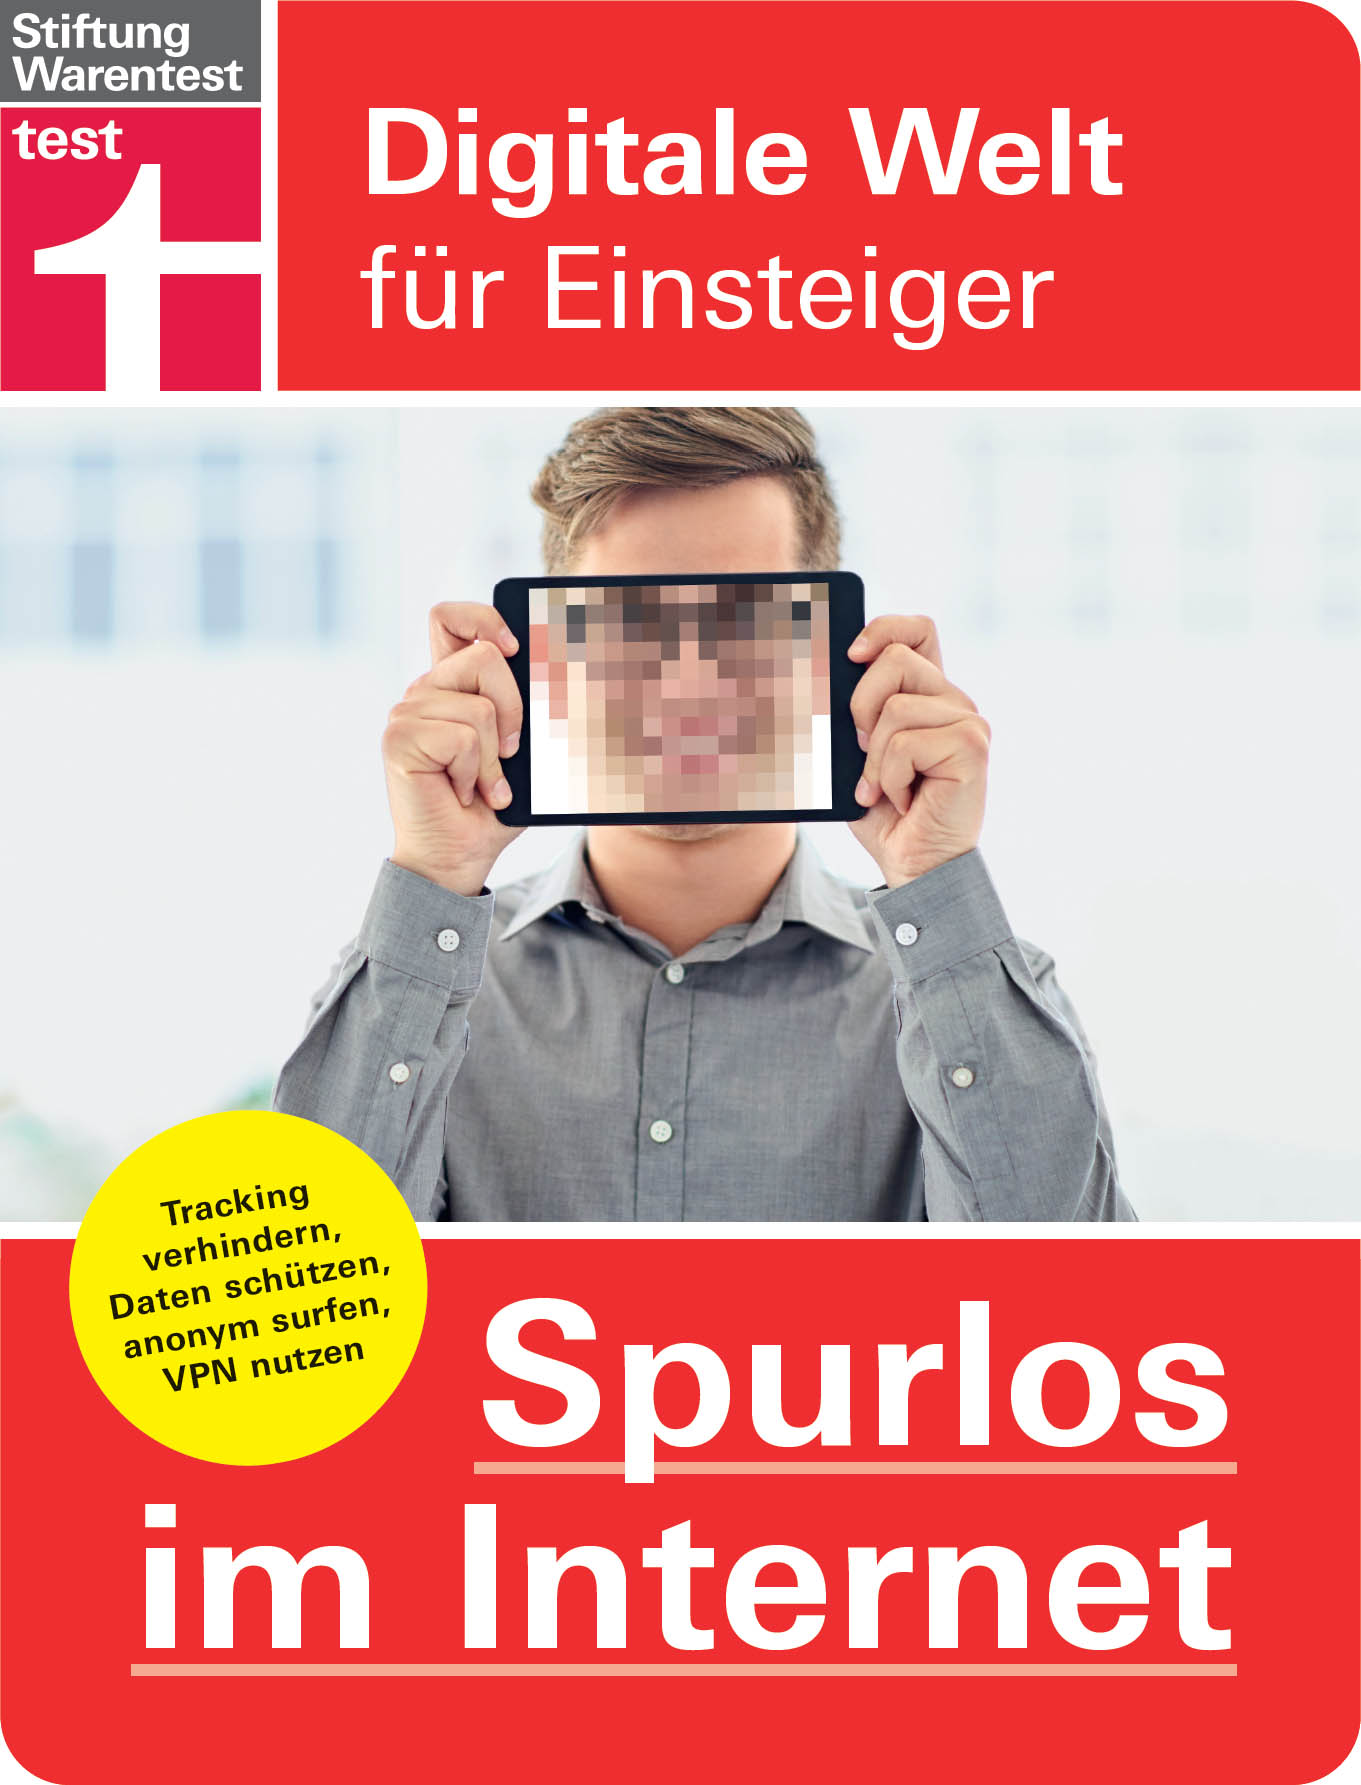 Stiftung
Warentest
test
Digitale Welt
für Einsteiger
Tracking
verhindern,
Daten schützen,
anonym surfen,
VPN nutzen
Spurlos
im Internet